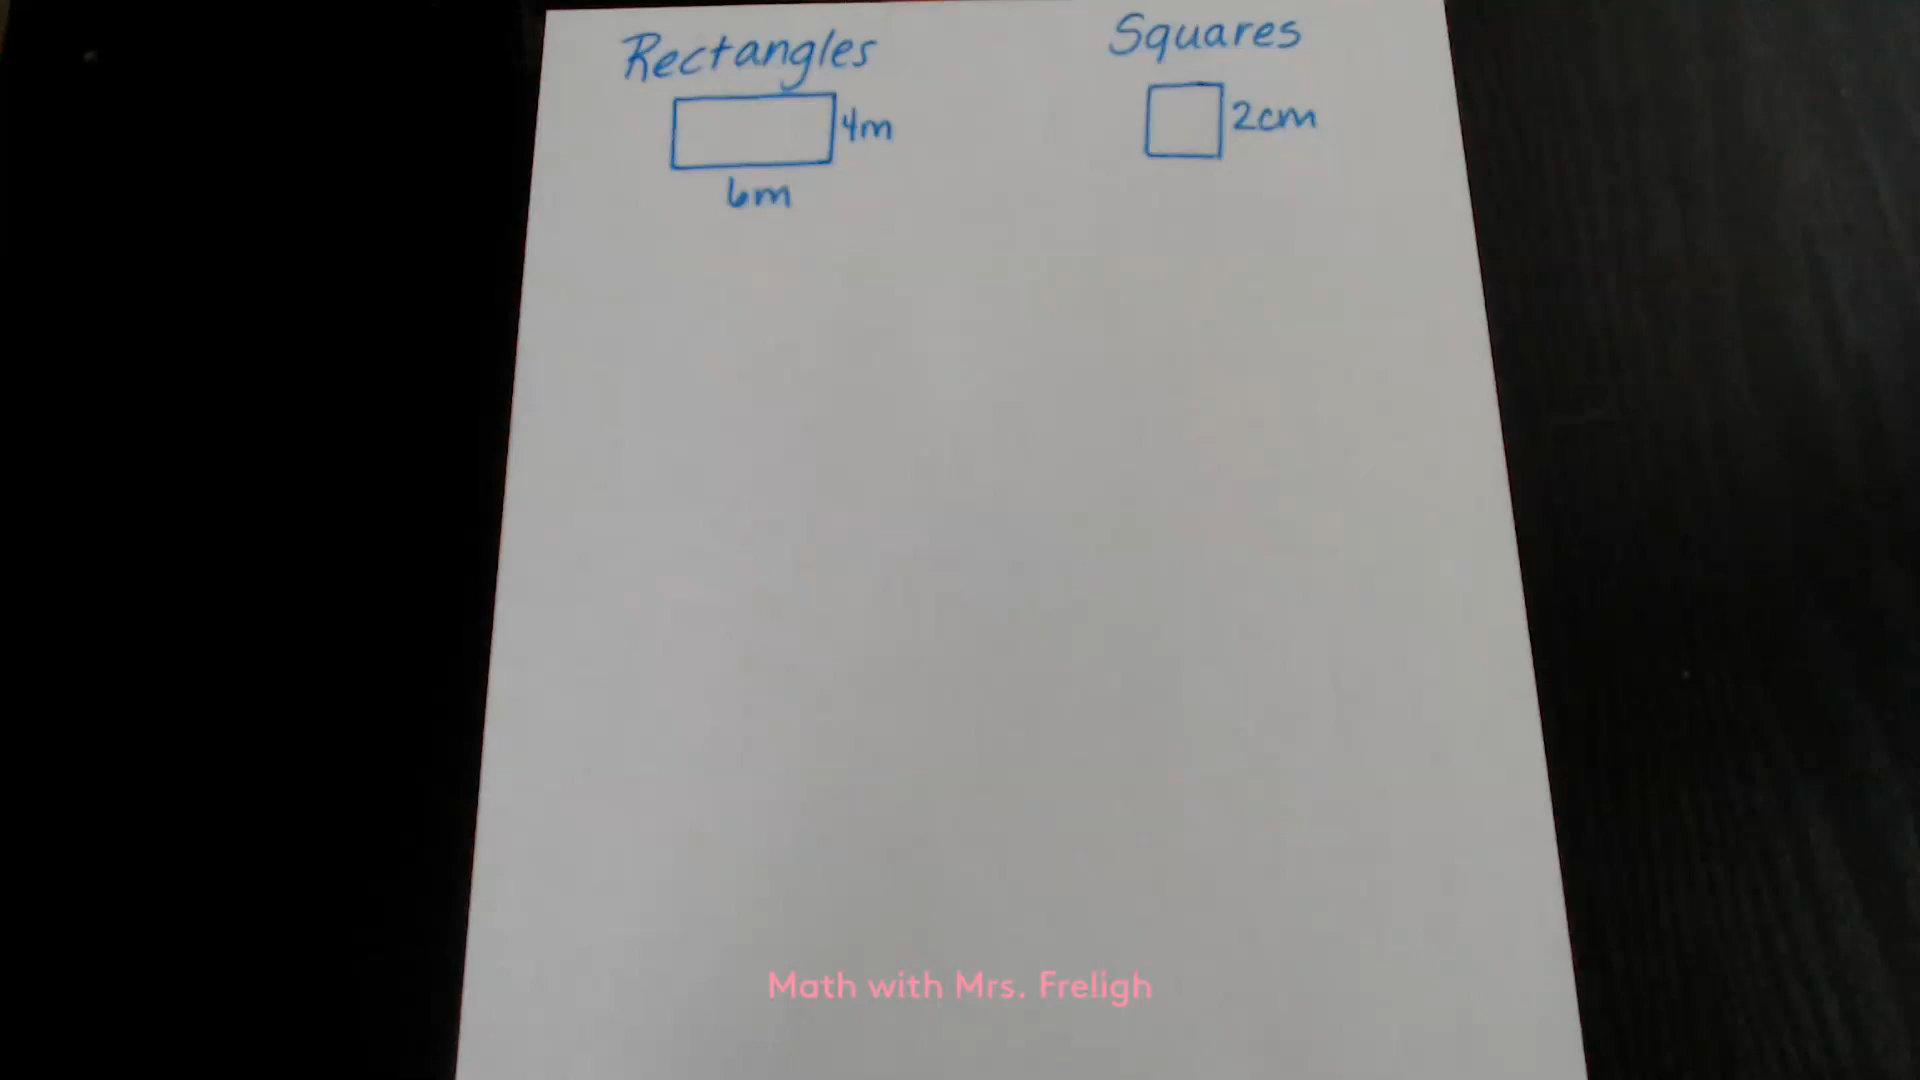 Rectangles
4m
6m
Squares
2cm
Math with Mrs. Freligh